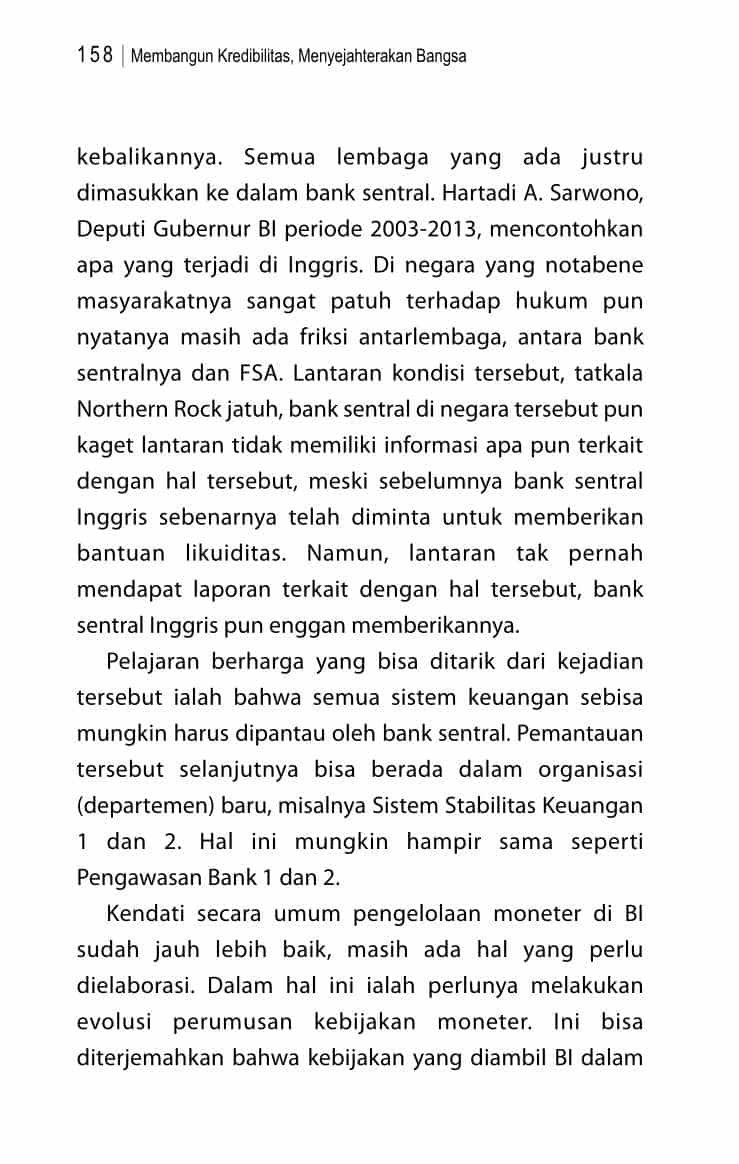 158 | Membangun Kredibilitas, Menyejahterakan Bangsa
kebalikannya. Semua lembaga yang ada justru
dimasukkan ke dalam bank sentral. Hartadi A. Sarwono,
Deputi Gubernur BI periode 2003-2013, mencontohkan
apa yang terjadi di Inggris. Di negara yang notabene
masyarakatnya sangat patuh terhadap hukum pun
nyatanya masih ada friksi antarlembaga, antara bank
sentralnya dan FSA. Lantaran kondisi tersebut, tatkala
Northern Rock jatuh, bank sentral di negara tersebut pun
kaget lantaran tidak memiliki informasi apa pun terkait
dengan hal tersebut, meski sebelumnya bank sentral
Inggris sebenarnya telah diminta untuk memberikan
bantuan likuiditas. Namun, lantaran tak pernah
mendapat laporan terkait dengan hal tersebut, bank
sentral Inggris pun enggan memberikannya.
Pelajaran berharga yang bisa ditarik dari kejadian
tersebut ialah bahwa semua sistem keuangan sebisa
mungkin harus dipantau oleh bank sentral. Pemantauan
tersebut selanjutnya bisa berada dalam organisasi
(departemen) baru, misalnya Sistem Stabilitas Keuangan
1 dan 2. Hal ini mungkin hampir sama seperti
Pengawasan Bank 1 dan 2.
Kendati secara umum pengelolaan moneter di BI
sudah jauh lebih baik, masih ada hal yang perlu
dielaborasi. Dalam hal ini ialah perlunya melakukan
evolusi perumusan kebijakan moneter. Ini bisa
diterjemahkan bahwa kebijakan yang diambil BI dalam